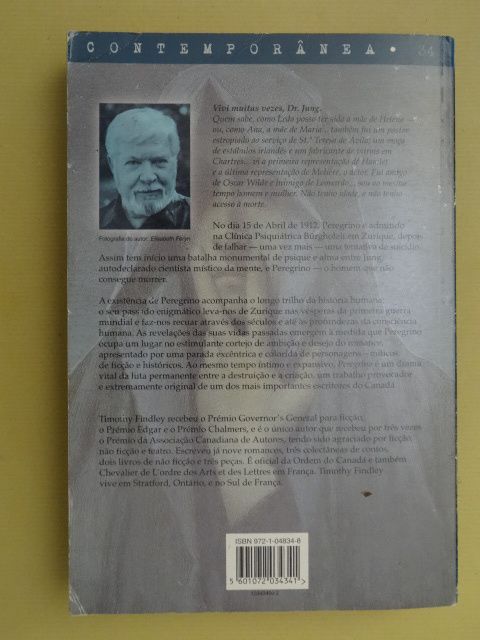 CONTEMPORÂNEA • 34
Vivi muitas vezes, Dr. Jung.
Quem sabe, como Leda posso ter sido a mãe de Helena —
ou, como Ana, a mãe de Maria... também fui um pastor
estropiado ao serviço de St.ª Teresa de Ávila; um moço
de estábulos irlandês e um fabricante de vitrais em
Chartres... vi a primeira representação de Hamlet
e a última representação de Molière, o actor. Fui amigo
de Oscar Wilde e inimigo de Leonardo... sou ao mesmo
tempo homem e mulher. Não tenho idade, e não tenho
acesso à morte.
Fotografia do autor: Elisabeth Feryn
No dia 15 de Abril de 1912, Peregrino é admitido
na Clínica Psiquiátrica Bürgholzli em Zurique, depois
de falhar — uma vez mais — uma tentativa de suicídio.
Assim tem início uma batalha monumental de psique e alma entre Jung,
autodeclarado cientista místico da mente, e Peregrino — o homem que não
consegue morrer.
A existência de Peregrino acompanha o longo trilho da história humana:
o seu passado enigmático leva-nos de Zurique nas vésperas da primeira guerra
mundial e faz-nos recuar através dos séculos e até às profundezas da consciência
humana. As revelações das suas vidas passadas emergem à medida que Peregrino
ocupa um lugar no estimulante cortejo de ambição e desejo do romance,
apresentado por uma parada excêntrica e colorida de personagens — míticos,
de ficção e históricos. Ao mesmo tempo íntimo e expansivo, Peregrino é um drama
vital da luta permanente entre a destruição e a criação, um trabalho provocador
e extremamente original de um dos mais importantes escritores do Canadá
Timothy Findley recebeu o Prémio Governor's General para ficção,
o Prémio Edgar e o Prémio Chalmers, e é o único autor que recebeu por três vezes
o Prémio da Associação Canadiana de Autores, tendo sido agraciado por ficção,
não ficção e teatro. Escreveu já nove romances, três colectâneas de contos,
dois livros de não ficção e três peças. É oficial da Ordem do Canadá e também
Chevalier de L'ordre des Arts et des Lettres em França. Timothy Findley
vive em Stratford, Ontário, e no Sul de França.
ISBN 972-1-04834-8
5 601072 034341